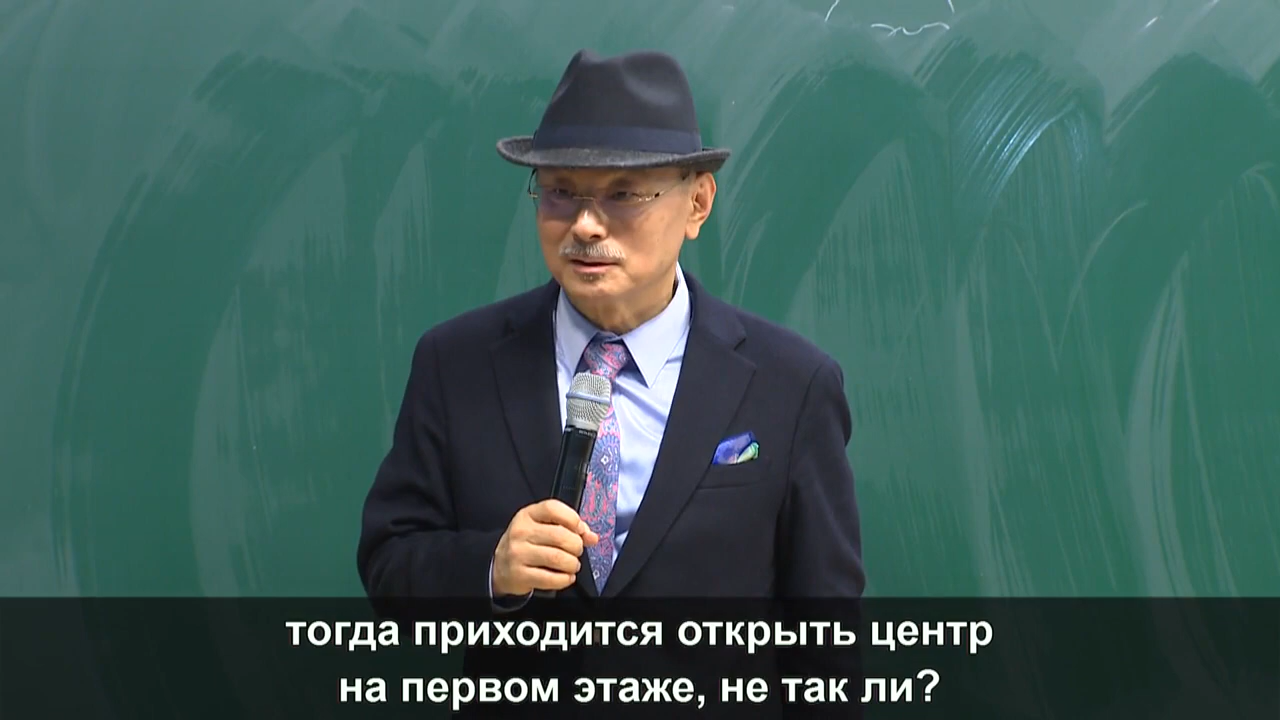 тогда приходится открыть центр
на первом этаже, не так ли?